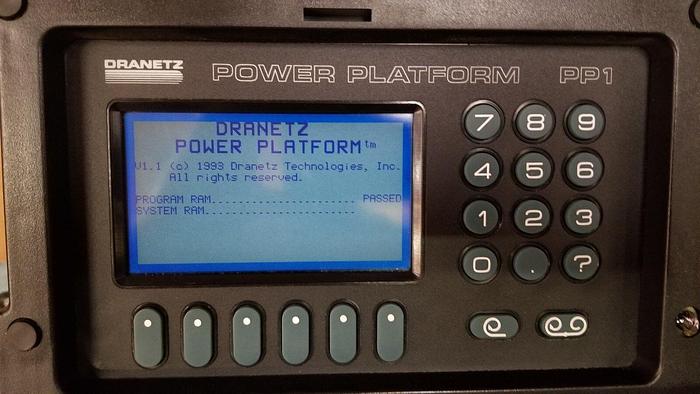 DRANETZ
POWER PLATFORM PP1
DRANETZ
POWER PLATFORM™
V1.1 (c) 1993 Dranetz Technologies, Inc.
All rights reserved.
PROGRAM RAM...................... PASSED
SYSTEM RAM.......................
7 8 9
4 5 6
1 2 3
0 . ?